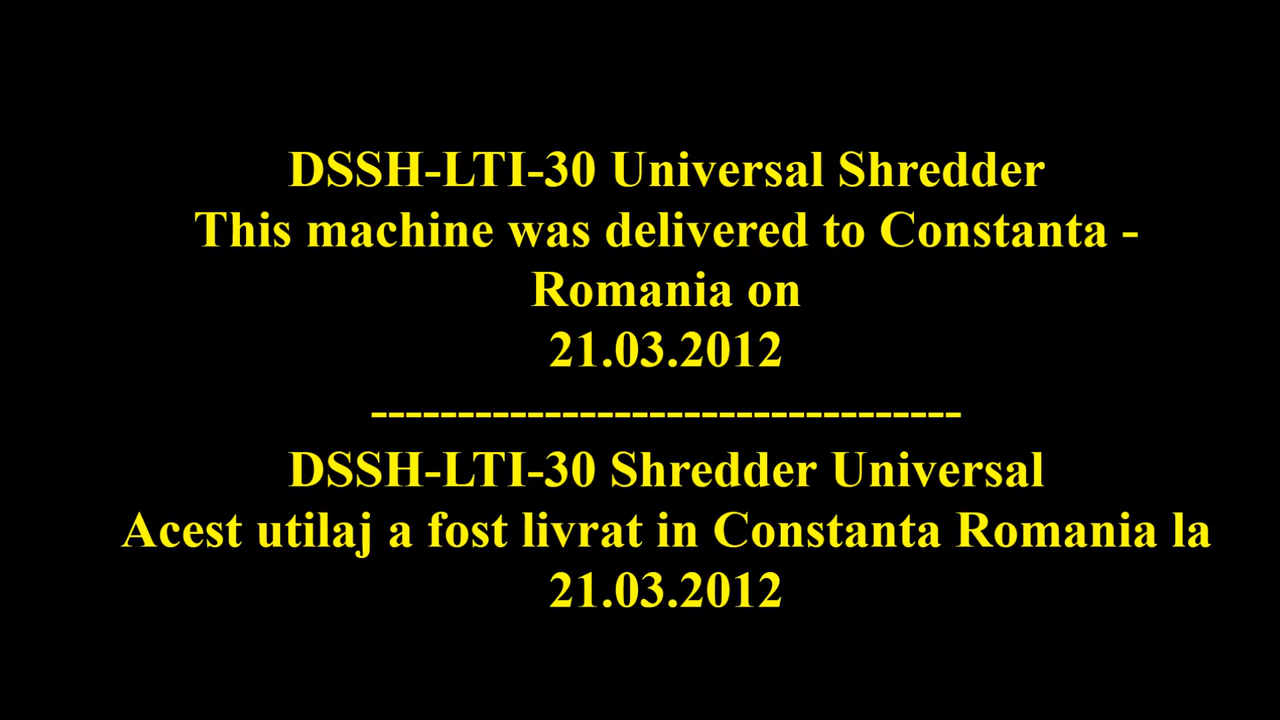 DSSH-LTI-30 Universal Shredder
This machine was delivered to Constanta -
Romania on
21.03.2012
----------------------------------
DSSH-LTI-30 Shredder Universal
Acest utilaj a fost livrat in Constanta Romania la
21.03.2012